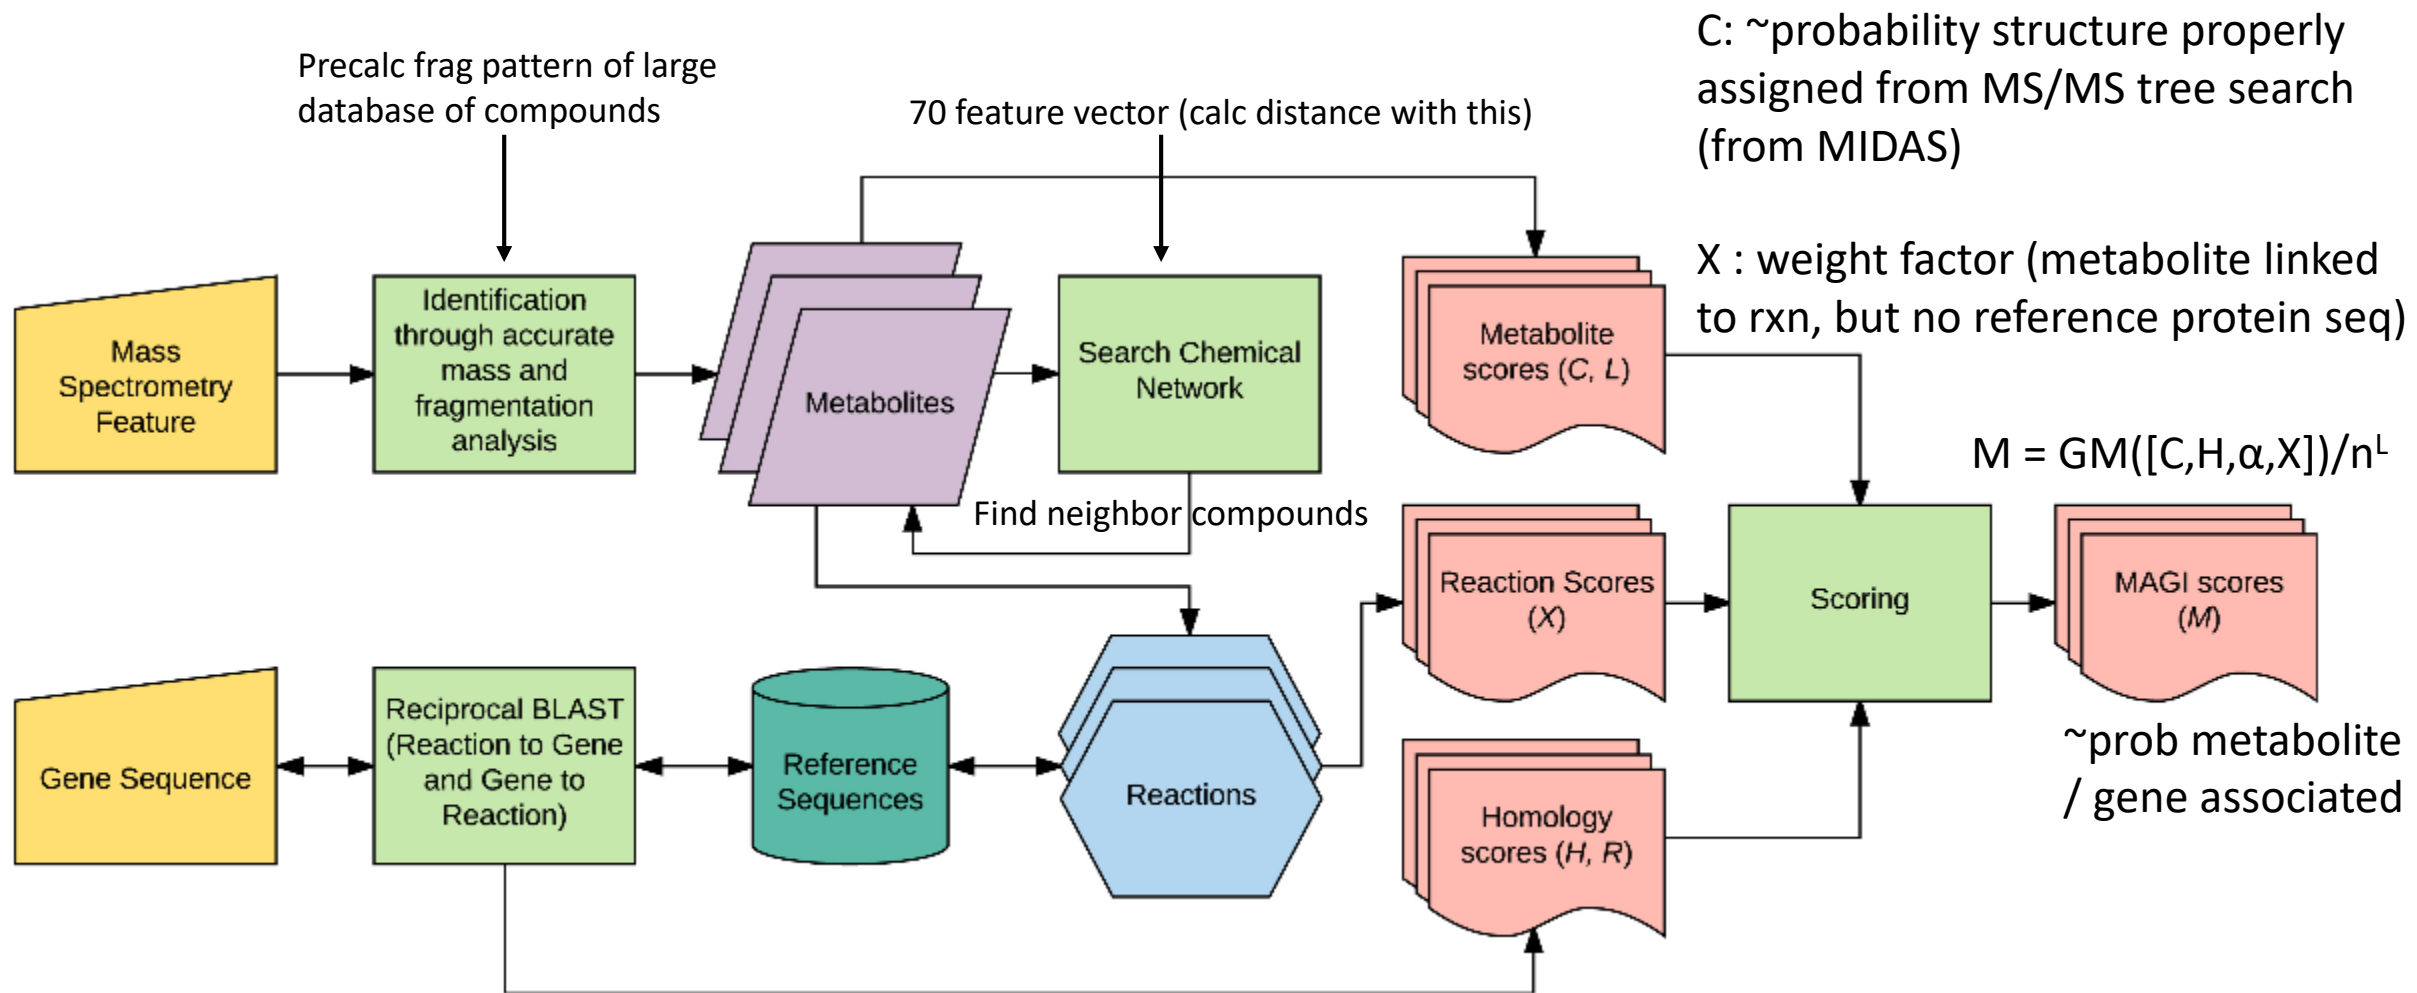 Precalc frag pattern of large
database of compounds
70 feature vector (calc distance with this)
C: ~probability structure properly
assigned from MS/MS tree search
(from MIDAS)
X : weight factor (metabolite linked
to rxn, but no reference protein seq)
Mass
Spectrometry
Feature
Identification
through accurate
mass and
fragmentation
analysis
Metabolites
Search Chemical
Network
Find neighbor compounds
Metabolite
scores (C, L)
M = GM([C,H,α,X])/nᴸ
Reaction Scores
(X)
Scoring
MAGI scores
(M)
~prob metabolite
/ gene associated
Gene Sequence
Reciprocal BLAST
(Reaction to Gene
and Gene to
Reaction)
Reference
Sequences
Reactions
Homology
scores (H, R)